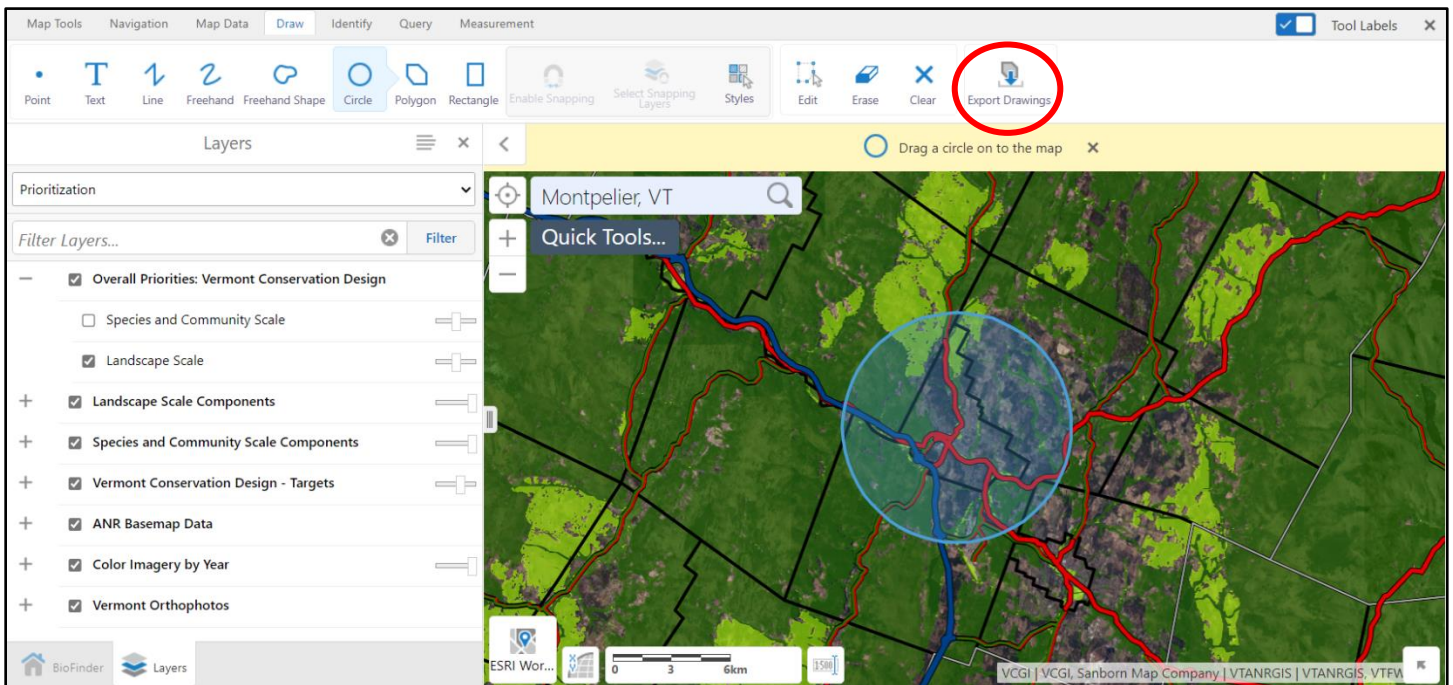 Map Tools Navigation Map Data Draw Identify Query Measurement Tool Labels
Point Text Line Freehand Freehand Shape Circle Polygon Rectangle Enable Snapping Select Snapping Layers Styles Edit Erase Clear Export Drawings
Layers
Drag a circle on to the map
Prioritization
Montpelier, VT
Filter Layers... Filter
Quick Tools...
Overall Priorities: Vermont Conservation Design
Species and Community Scale
Landscape Scale
Landscape Scale Components
Species and Community Scale Components
Vermont Conservation Design - Targets
ANR Basemap Data
Color Imagery by Year
Vermont Orthophotos
BioFinder Layers
ESRI Wor...
X Y
0 3 6km
1:500
VCGI | VCGI, Sanborn Map Company | VTANRGIS | VTANRGIS, VTFW